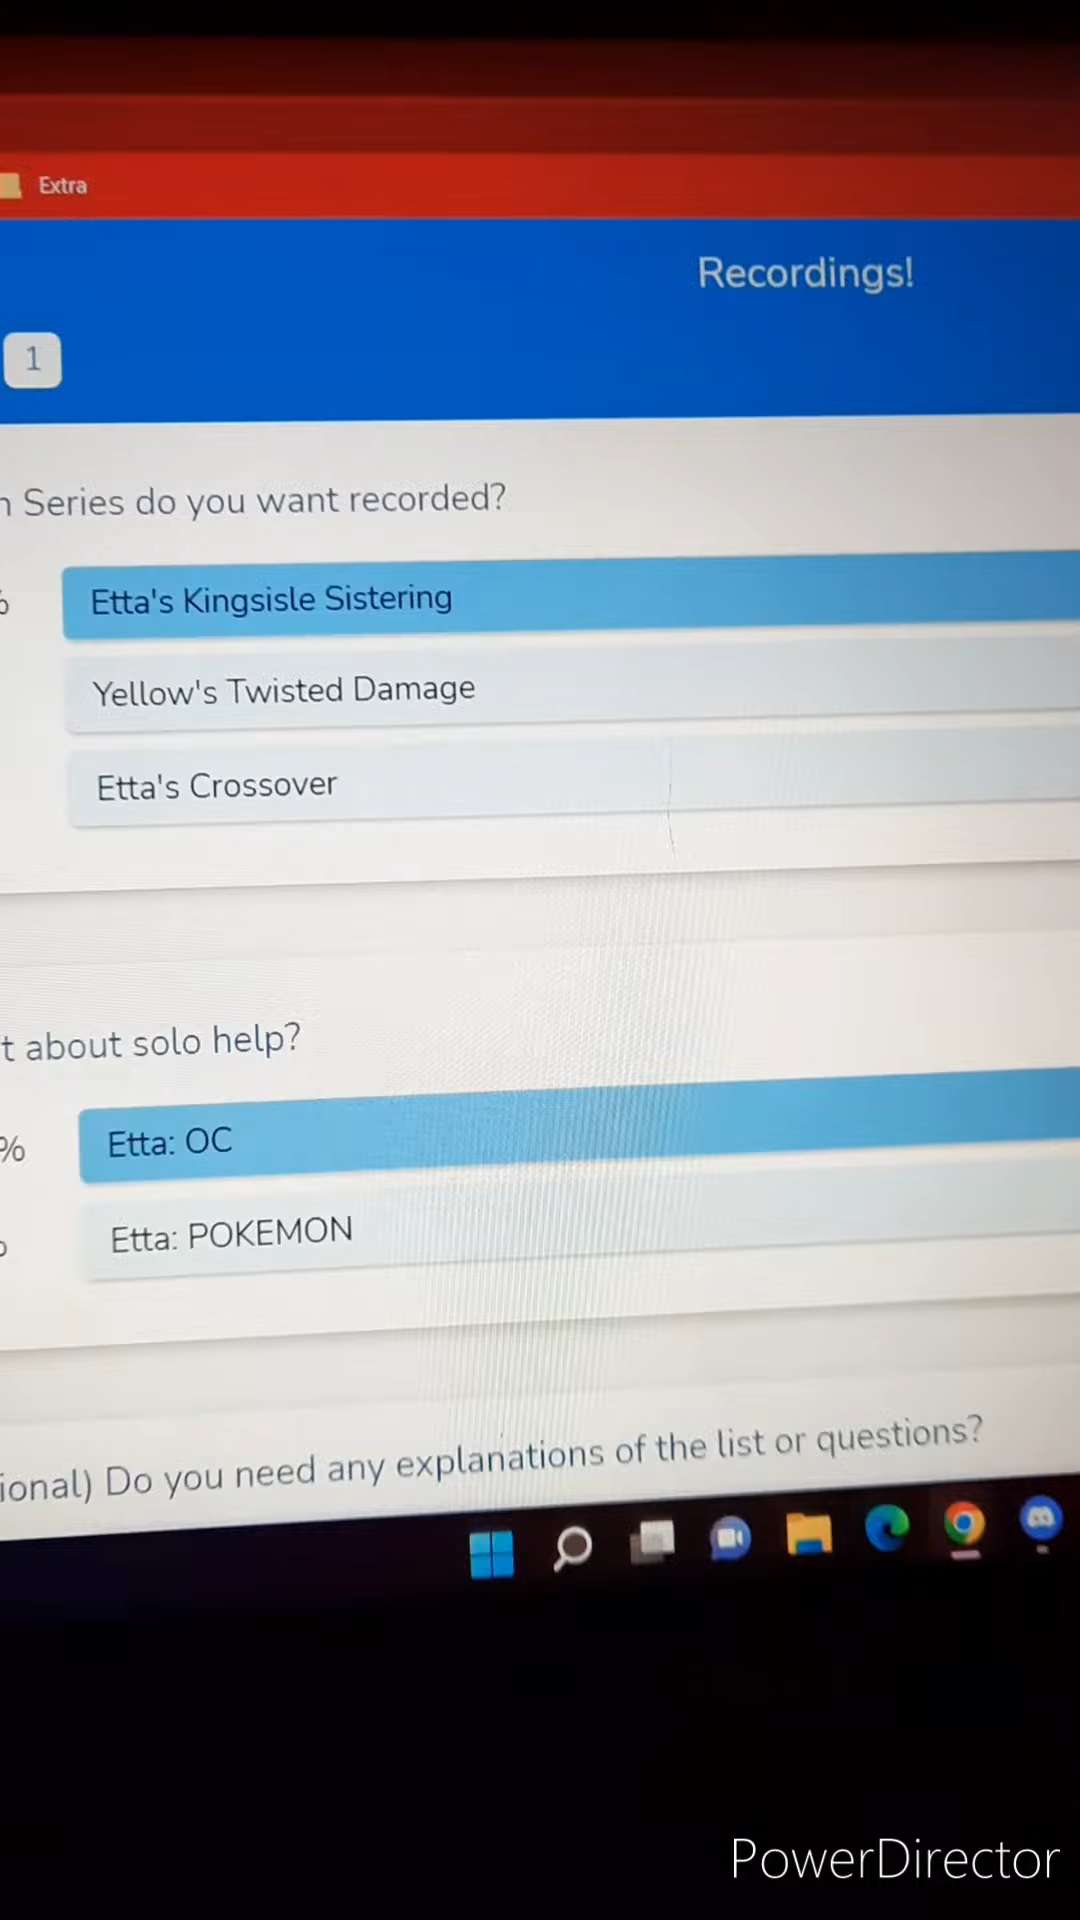 Extra
Recordings!
1
Series do you want recorded?
Etta's Kingsisle Sistering
Yellow's Twisted Damage
Etta's Crossover
t about solo help?
% Etta: OC
Etta: POKEMON
ional) Do you need any explanations of the list or questions?
PowerDirector